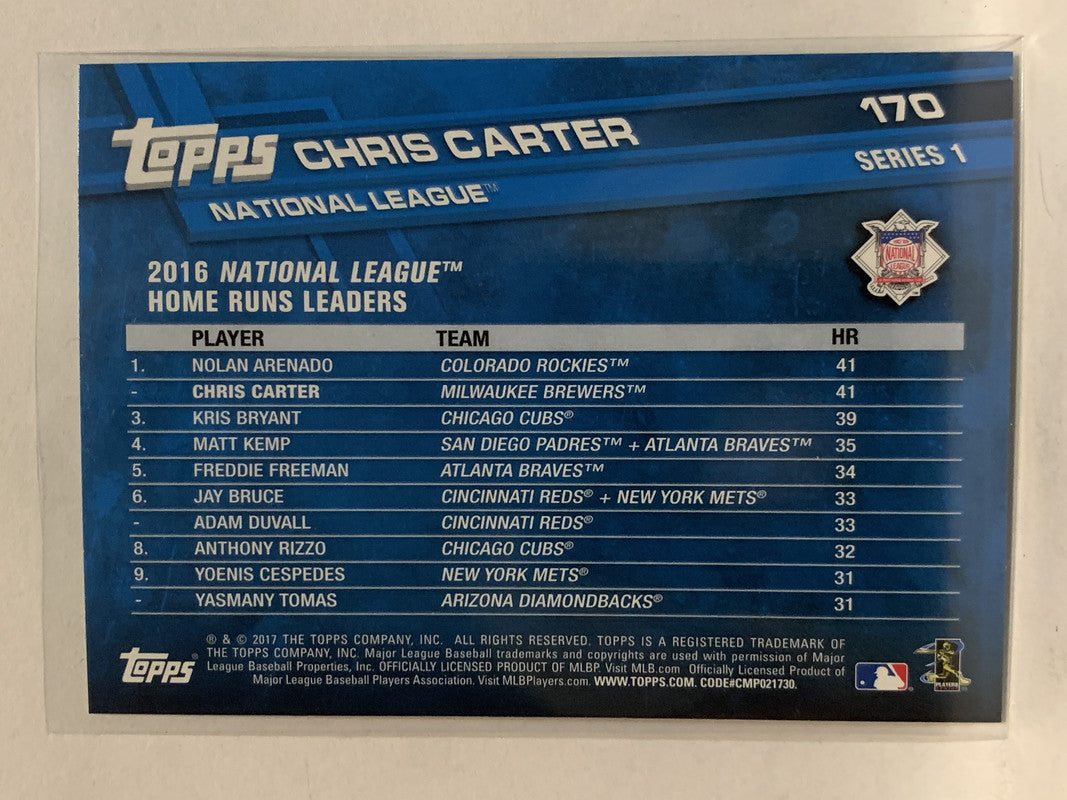 TOPPS CHRIS CARTER 170
NATIONAL LEAGUE™ SERIES 1
NATIONAL LEAGUE
2016 NATIONAL LEAGUE™
HOME RUNS LEADERS
PLAYER TEAM HR
1. NOLAN ARENADO COLORADO ROCKIES™ 41
- CHRIS CARTER MILWAUKEE BREWERS™ 41
3. KRIS BRYANT CHICAGO CUBS® 39
4. MATT KEMP SAN DIEGO PADRES™ + ATLANTA BRAVES™ 35
5. FREDDIE FREEMAN ATLANTA BRAVES™ 34
6. JAY BRUCE CINCINNATI REDS® + NEW YORK METS® 33
- ADAM DUVALL CINCINNATI REDS® 33
8. ANTHONY RIZZO CHICAGO CUBS® 32
9. YOENIS CESPEDES NEW YORK METS® 31
- YASMANY TOMAS ARIZONA DIAMONDBACKS® 31
® & © 2017 THE TOPPS COMPANY, INC. ALL RIGHTS RESERVED. TOPPS IS A REGISTERED TRADEMARK OF
THE TOPPS COMPANY, INC. Major League Baseball trademarks and copyrights are used with permission of Major
League Baseball Properties, Inc. OFFICIALLY LICENSED PRODUCT OF MLBP. Visit MLB.com Officially Licensed Product of
Major League Baseball Players Association. Visit MLBPlayers.com. WWW.TOPPS.COM. CODE#CMP021730.
TOPPS®
PLAYERS